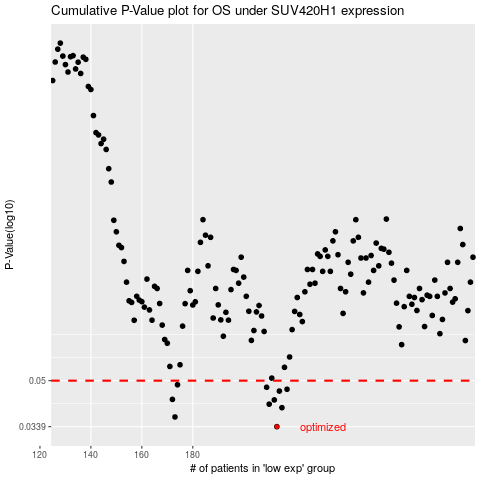 Cumulative P-Value plot for OS under SUV420H1 expression
P-Value(log10)
0.05
0.0339
optimized
120 140 160 180
# of patients in 'low exp' group